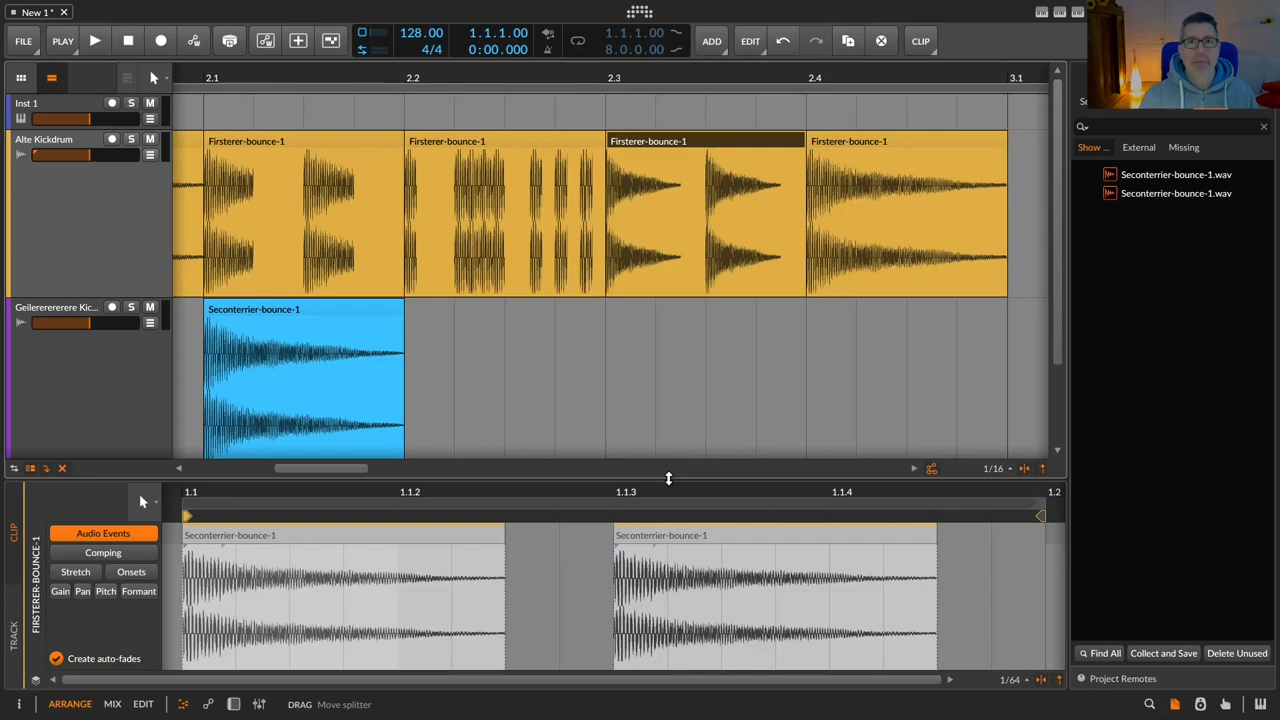 New 1 *
FILE
PLAY
128.00
4/4
1.1.1.00
0:00.000
1.1.1.00
8.0.0.00
ADD
EDIT
CLIP
2.1
2.2
2.3
2.4
3.1
Inst 1
S
M
Alte Kickdrum
S
M
Firsterer-bounce-1
Firsterer-bounce-1
Firsterer-bounce-1
Firsterer-bounce-1
Geilerererere Kic...
S
M
Seconterrier-bounce-1
Show ...
External
Missing
Seconterrier-bounce-1.wav
Seconterrier-bounce-1.wav
1/16
1.1
1.1.2
1.1.3
1.1.4
1.2
CLIP
TRACK
FIRSTERER-BOUNCE-1
Audio Events
Comping
Stretch
Onsets
Gain
Pan
Pitch
Formant
Create auto-fades
Seconterrier-bounce-1
Seconterrier-bounce-1
1/64
Find All
Collect and Save
Delete Unused
Project Remotes
ARRANGE
MIX
EDIT
DRAG
Move splitter